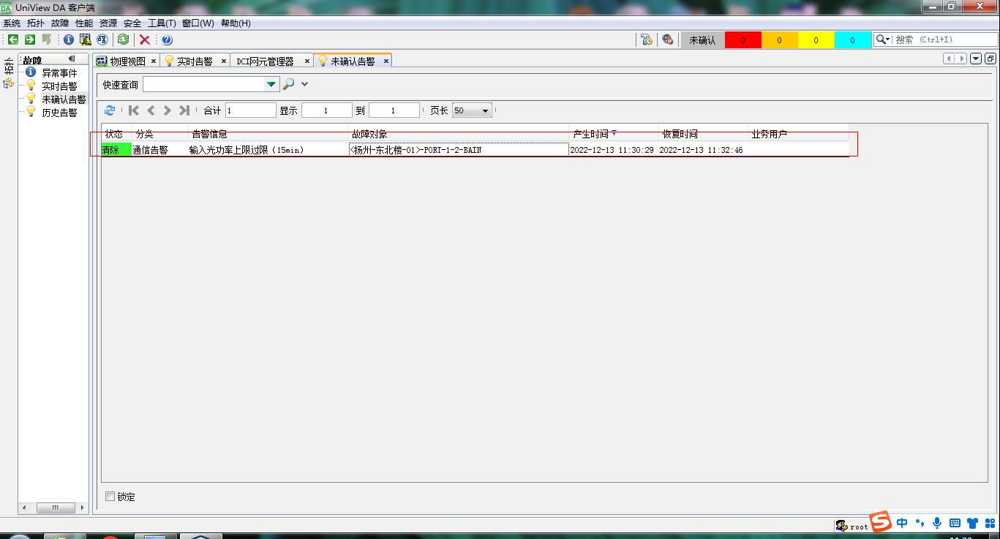 DA UniView DA 客户端
系统 拓扑 故障 性能 资源 安全 工具(T) 窗口(W) 帮助(H)
未确认 0 0 0 0 搜索 (Ctrl+I)
拓扑
故障
异常事件
实时告警
未确认告警
历史告警
物理视图 实时告警 DCI网元管理器 未确认告警
快速查询
合计 1 显示 1 到 1 页长 50
状态 分类 告警信息 故障对象 产生时间 恢复时间 业务用户
清除 通信告警 输入光功率上限过限（15min） <扬州-东北楼-01>-PORT-1-2-BAIN 2022-12-13 11:30:29 2022-12-13 11:32:46
锁定
root S 中